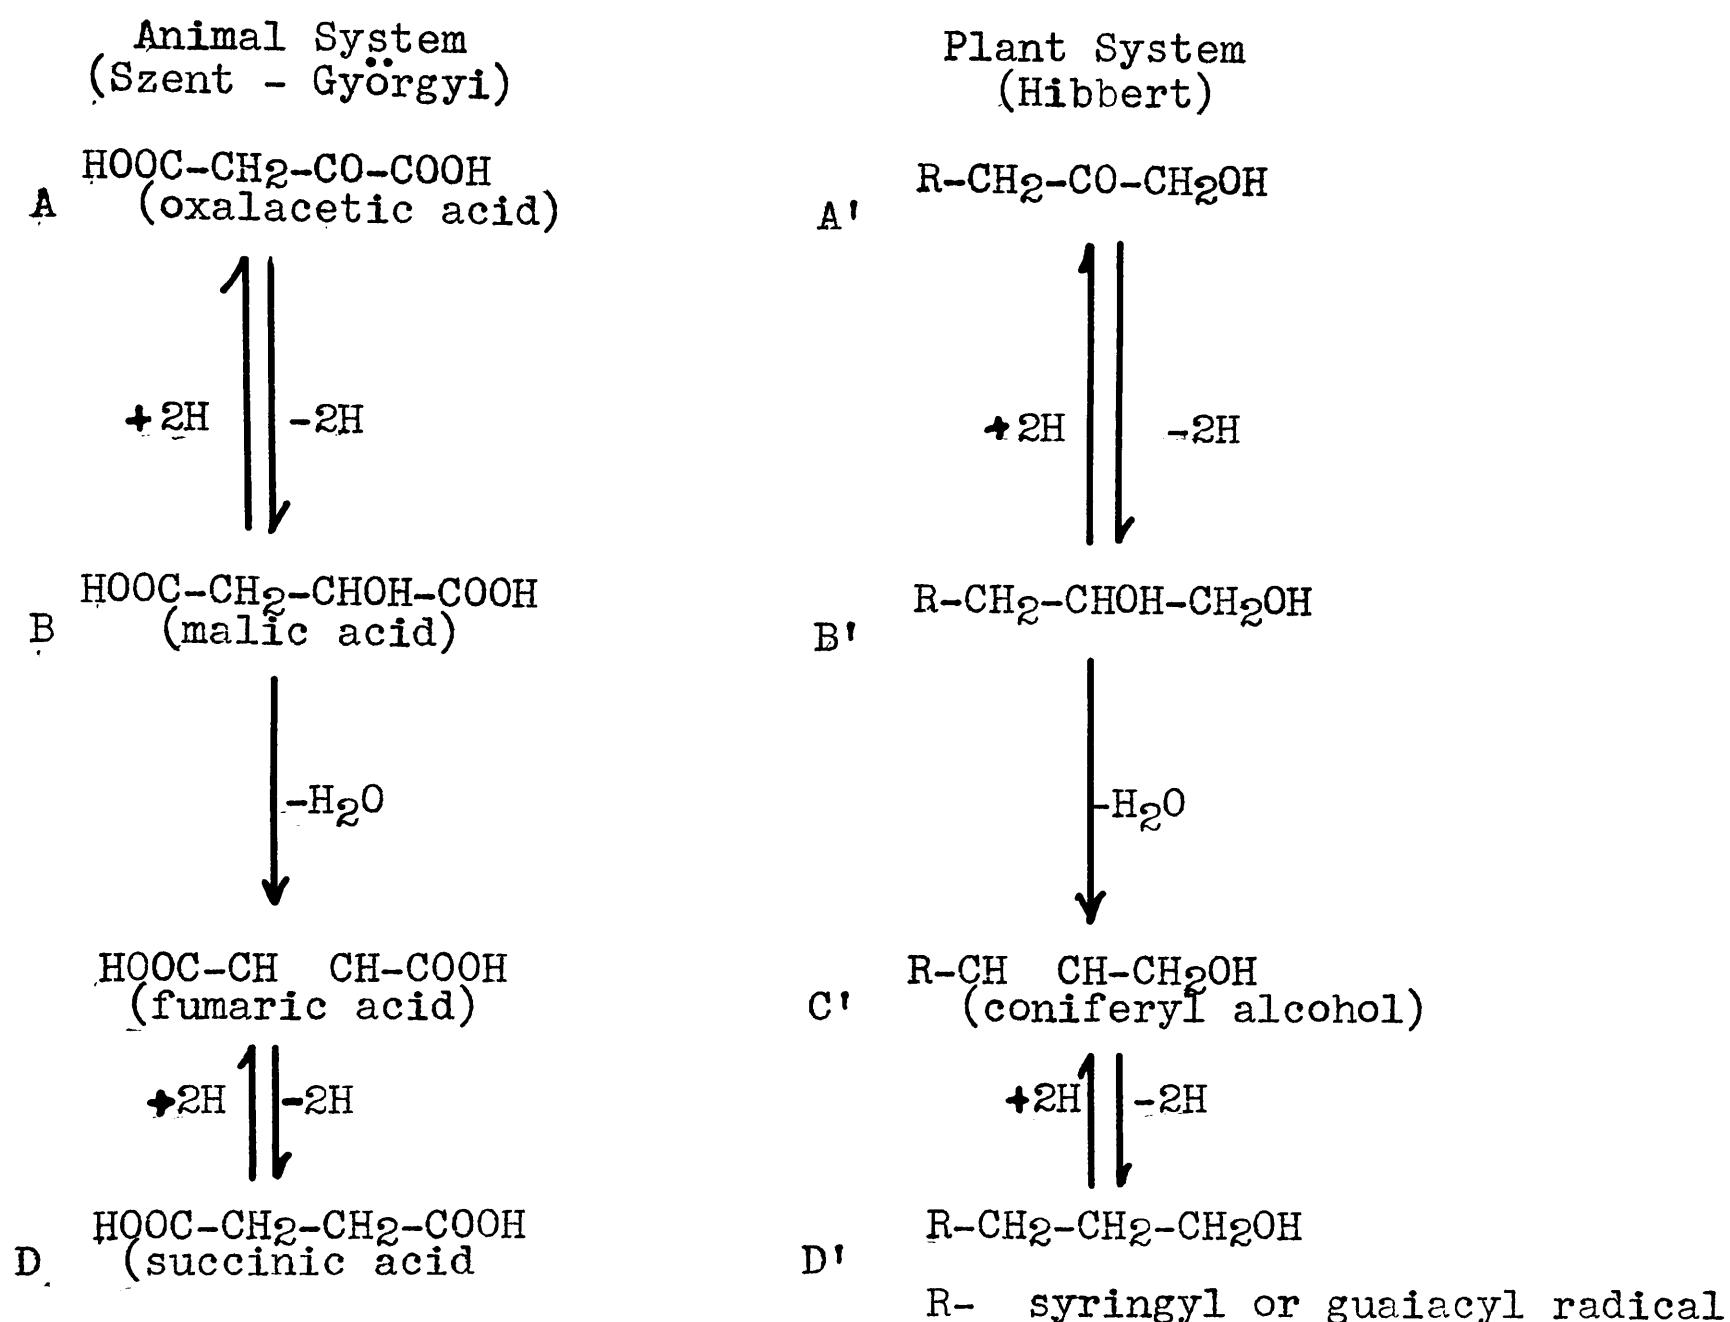 Animal System
(Szent - Györgyi)
HOOC-CH2-CO-COOH
A (oxalacetic acid)
+2H -2H
HOOC-CH2-CHOH-COOH
B (malic acid)
-H2O
HOOC-CH CH-COOH
(fumaric acid)
+2H -2H
HOOC-CH2-CH2-COOH
D (succinic acid
Plant System
(Hibbert)
R-CH2-CO-CH2OH
A'
+2H -2H
R-CH2-CHOH-CH2OH
B'
-H2O
R-CH CH-CH2OH
C' (coniferyl alcohol)
+2H -2H
R-CH2-CH2-CH2OH
D'
R- syringyl or guaiacyl radical